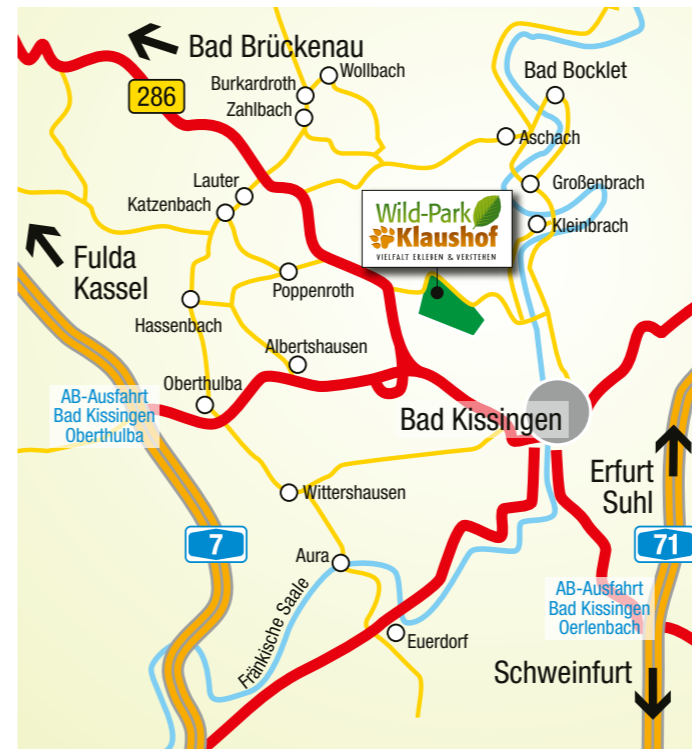 Bad Brückenau
286
Wollbach
Burkardroth
Zahlbach
Bad Bocklet
Aschach
Lauter
Katzenbach
Großenbrach
Kleinbrach
Wild-Park
Klaushof
VIELFALT ERLEBEN & VERSTEHEN
Fulda
Kassel
Poppenroth
Hassenbach
Albertshausen
Oberthulba
AB-Ausfahrt
Bad Kissingen
Oberthulba
Bad Kissingen
Erfurt
Suhl
Wittershausen
7
71
Aura
Fränkische Saale
AB-Ausfahrt
Bad Kissingen
Oerlenbach
Euerdorf
Schweinfurt